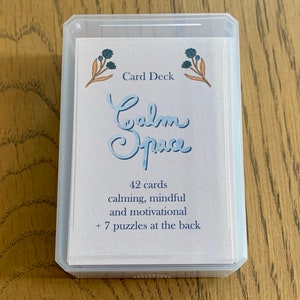 Card Deck
Calm
Space
42 cards
calming, mindful
and motivational
+ 7 puzzles at the back